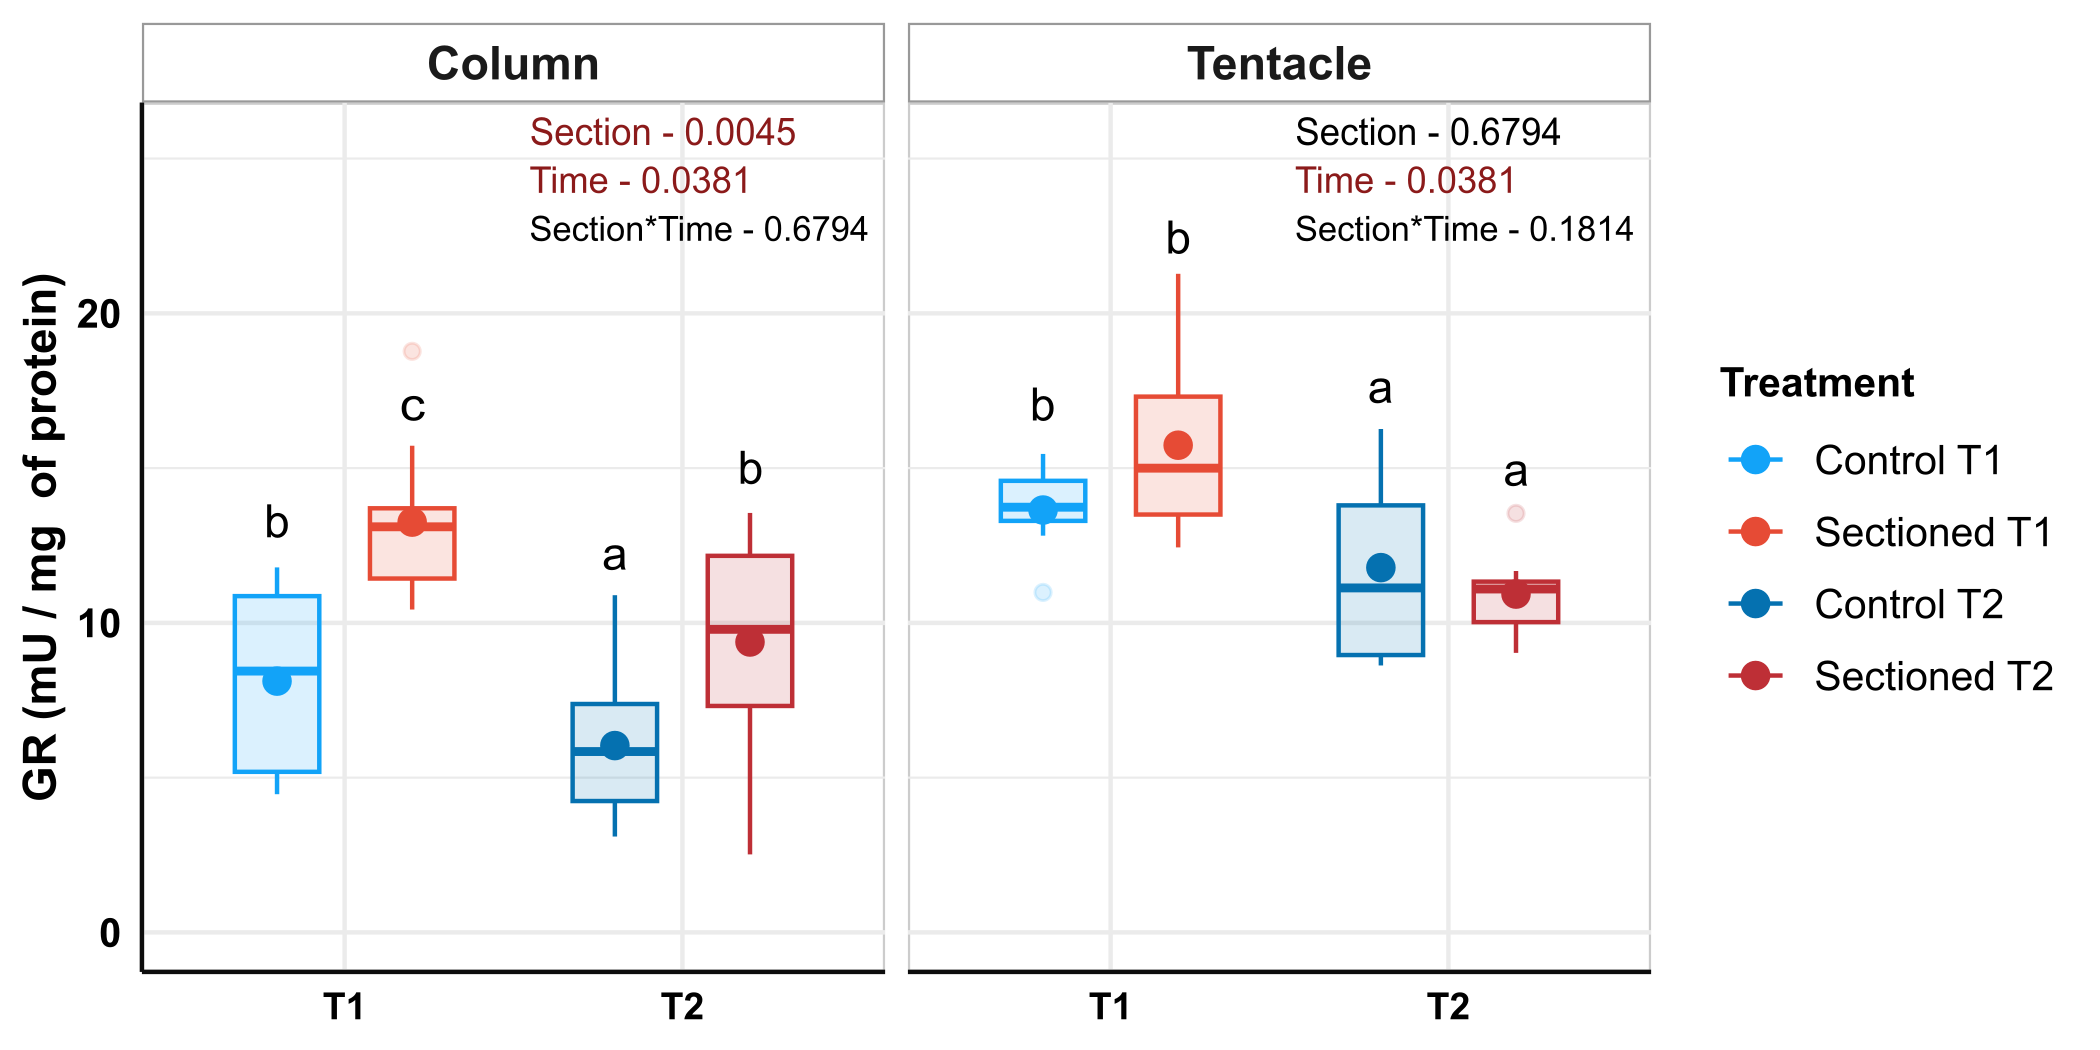 Column
Section - 0.0045
Time - 0.0381
Section*Time - 0.6794
b
c
a
b
Tentacle
Section - 0.6794
Time - 0.0381
Section*Time - 0.1814
b
b
a
a
GR (mU / mg  of protein)
20
10
0
T1
T2
T1
T2
Treatment
Control T1
Sectioned T1
Control T2
Sectioned T2